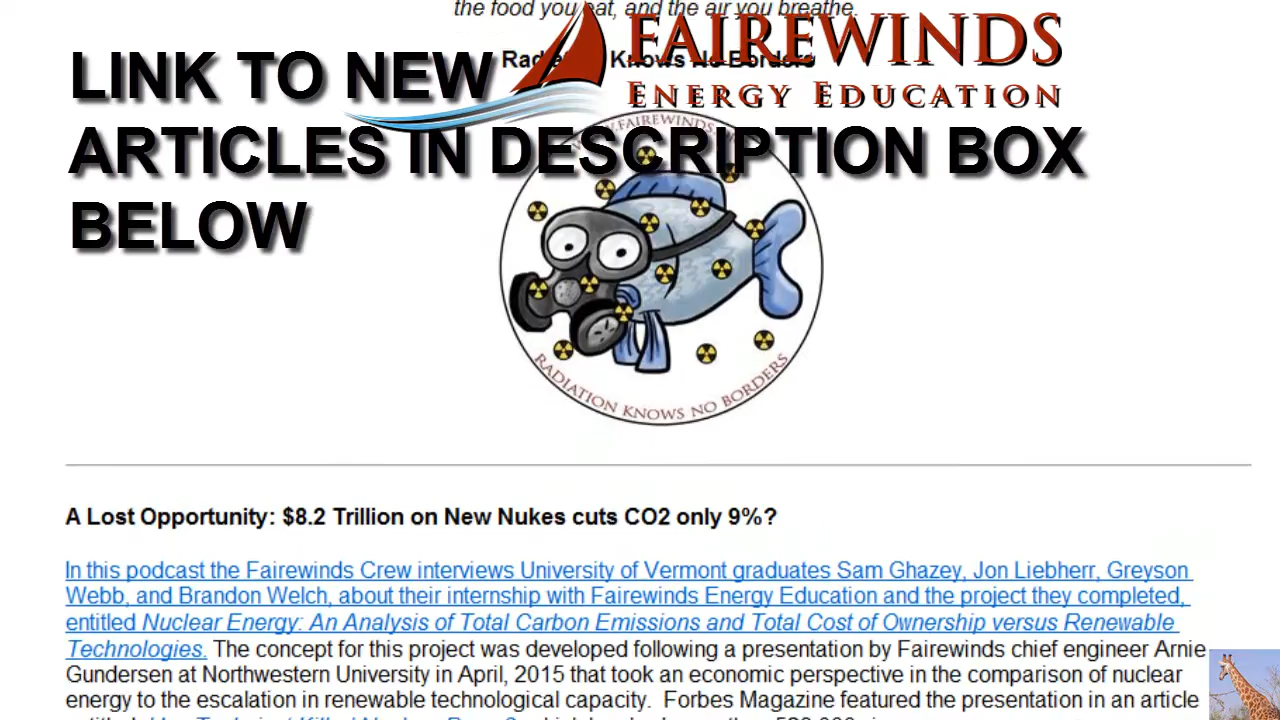 the food you eat, and the air you breathe.
FAIREWINDS
ENERGY EDUCATION
Radiation Knows No Borders
LINK TO NEW
ARTICLES IN DESCRIPTION BOX
BELOW
WWW.FAIREWINDS.
RADIATION KNOWS NO BORDERS
A Lost Opportunity: $8.2 Trillion on New Nukes cuts CO2 only 9%?
In this podcast the Fairewinds Crew interviews University of Vermont graduates Sam Ghazey, Jon Liebherr, Greyson
Webb, and Brandon Welch, about their internship with Fairewinds Energy Education and the project they completed,
entitled Nuclear Energy: An Analysis of Total Carbon Emissions and Total Cost of Ownership versus Renewable
Technologies. The concept for this project was developed following a presentation by Fairewinds chief engineer Arnie
Gundersen at Northwestern University in April, 2015 that took an economic perspective in the comparison of nuclear
energy to the escalation in renewable technological capacity. Forbes Magazine featured the presentation in an article